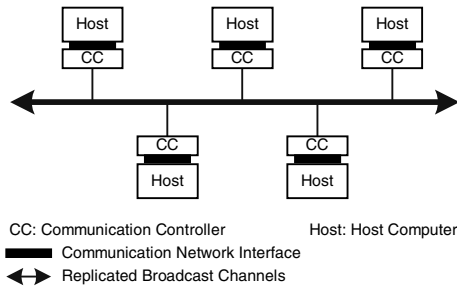 Host Host Host
CC CC CC
CC CC
Host Host
CC: Communication Controller Host: Host Computer
Communication Network Interface
Replicated Broadcast Channels